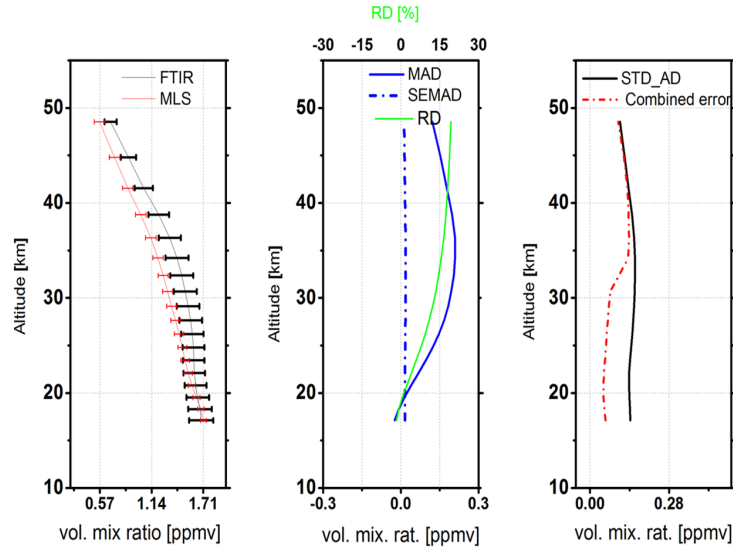 RD [%]
-30 -15 0 15 30
FTIR
MLS
MAD
SEMAD
RD
STD_AD
Combined error
50
40
30
20
10
Altitude [km]
0.57 1.14 1.71
vol. mix ratio [ppmv]
50
40
30
20
10
Altitude [km]
-0.3 0.0 0.3
vol. mix. rat. [ppmv]
50
40
30
20
10
Altitude [km]
0.00 0.28
vol. mix. rat. [ppmv]